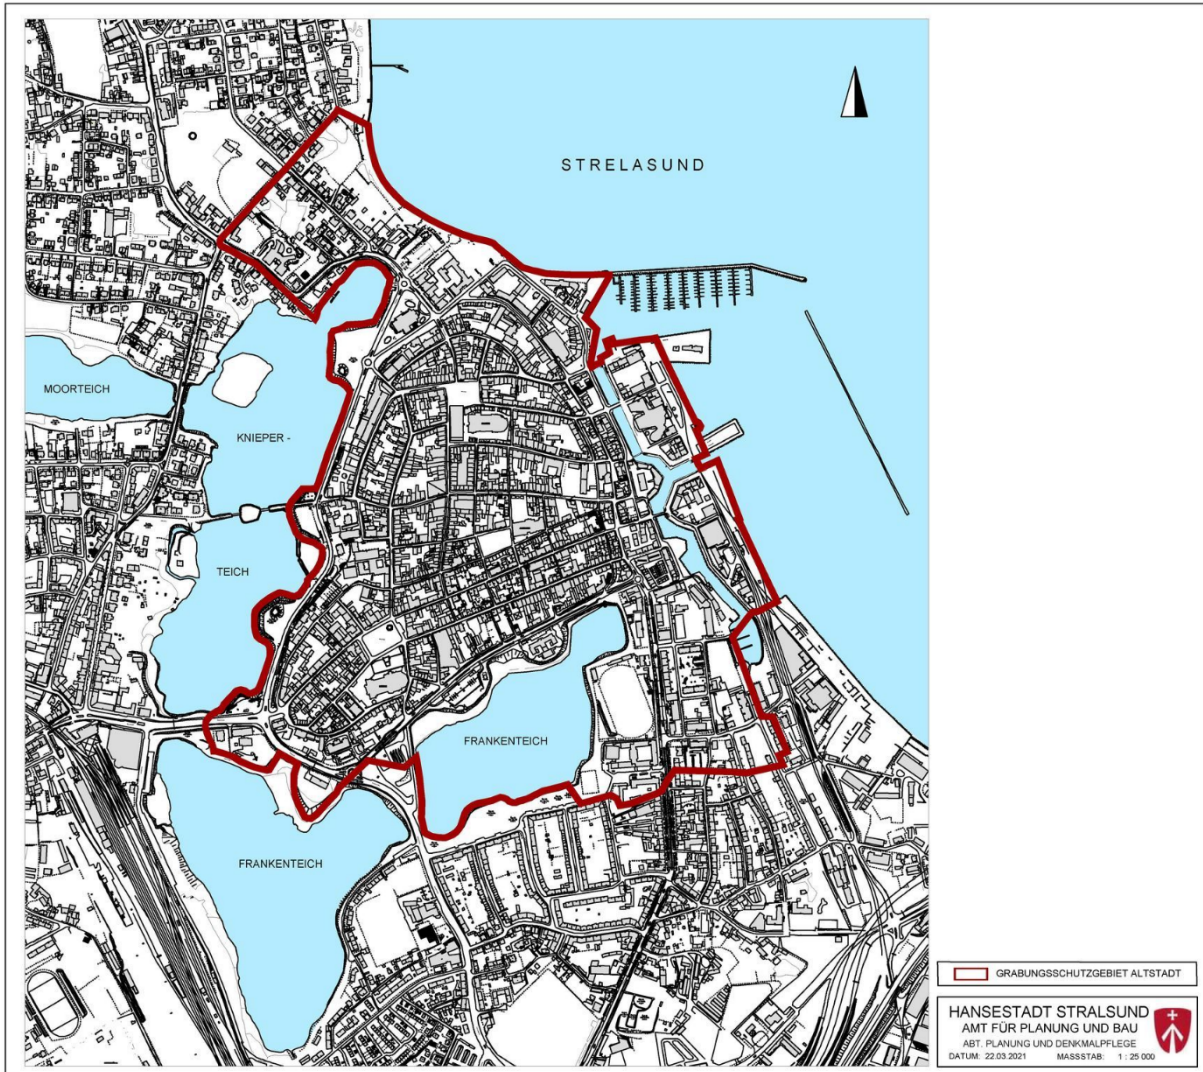 STRELASUND
MOORTEICH
KNIEPER -
TEICH
FRANKENTEICH
FRANKENTEICH
GRABUNGSSCHUTZGEBIET ALTSTADT
HANSESTADT STRALSUND
AMT FÜR PLANUNG UND BAU
ABT. PLANUNG UND DENKMALPFLEGE
DATUM: 22.03.2021 MASSSTAB: 1 : 25 000